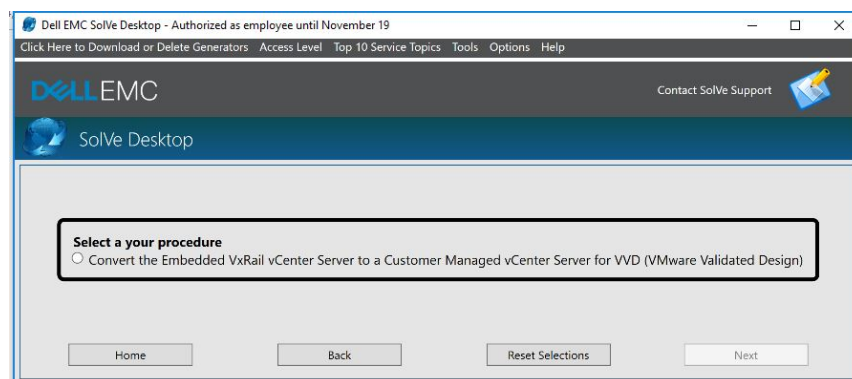 Dell EMC SolVe Desktop - Authorized as employee until November 19
Click Here to Download or Delete Generators Access Level Top 10 Service Topics Tools Options Help
DELLEMC
Contact SolVe Support
SolVe Desktop
Select a your procedure
Convert the Embedded VxRail vCenter Server to a Customer Managed vCenter Server for VVD (VMware Validated Design)
Home Back Reset Selections Next